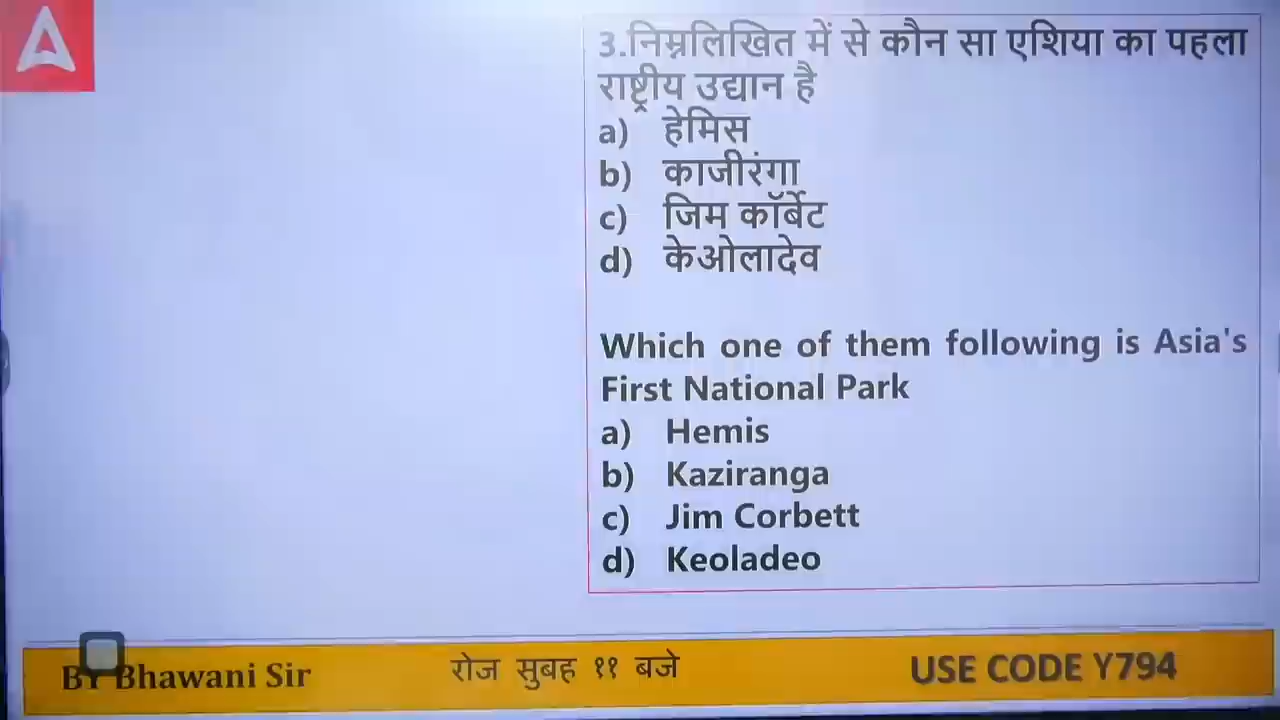 3.निम्नलिखित में से कौन सा एशिया का पहला
राष्ट्रीय उद्यान है
a) हेमिस
b) काजीरंगा
c) जिम कॉर्बेट
d) केओलादेव
Which one of them following is Asia's
First National Park
a) Hemis
b) Kaziranga
c) Jim Corbett
d) Keoladeo
BY Bhawani Sir
रोज सुबह ११ बजे
USE CODE Y794